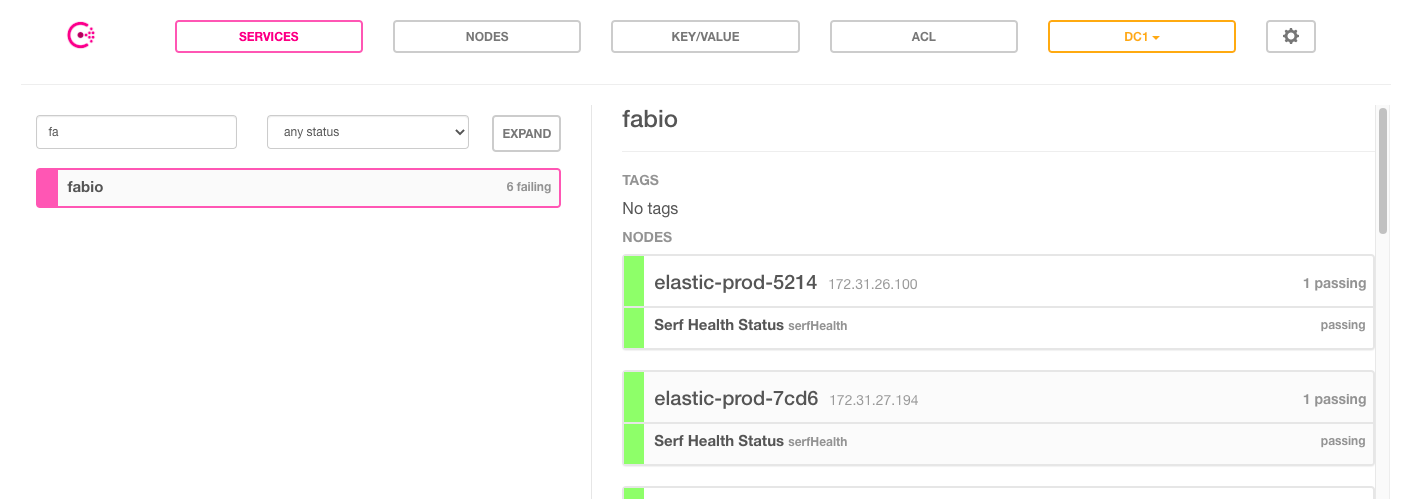 SERVICES NODES KEY/VALUE ACL DC1
fa any status EXPAND
fabio 6 failing
fabio
TAGS
No tags
NODES
elastic-prod-5214 172.31.26.100 1 passing
Serf Health Status serfHealth passing
elastic-prod-7cd6 172.31.27.194 1 passing
Serf Health Status serfHealth passing